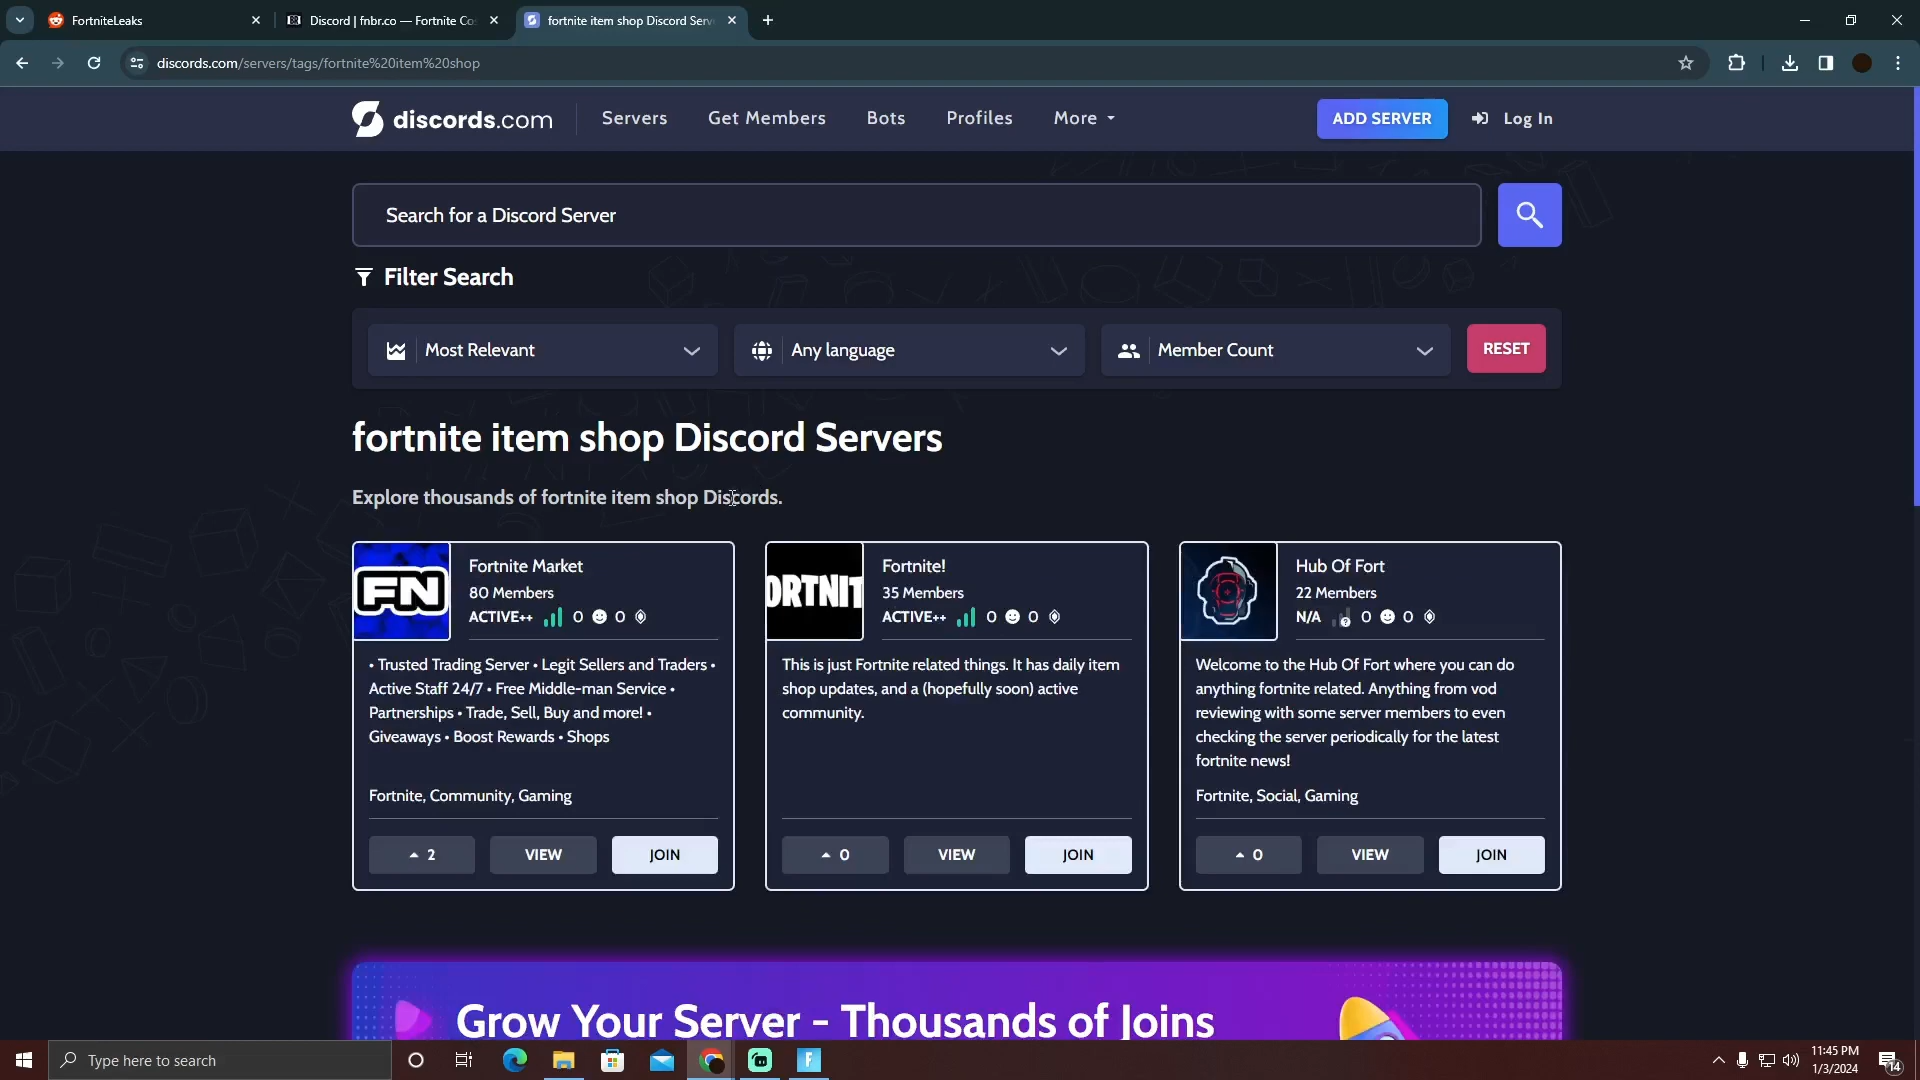 FortniteLeaks
Discord | fnbr.co — Fortnite Co
fortnite item shop Discord Serv
discords.com/servers/tags/fortnite%20item%20shop
discords.com
Servers
Get Members
Bots
Profiles
More
ADD SERVER
Log In
Search for a Discord Server
Filter Search
Most Relevant
Any language
Member Count
RESET
fortnite item shop Discord Servers
Explore thousands of fortnite item shop Discords.
FN
Fortnite Market
80 Members
ACTIVE++ 0 0
• Trusted Trading Server • Legit Sellers and Traders •
Active Staff 24/7 • Free Middle-man Service •
Partnerships • Trade, Sell, Buy and more! •
Giveaways • Boost Rewards • Shops
Fortnite, Community, Gaming
2
VIEW
JOIN
ORTNIT
Fortnite!
35 Members
ACTIVE++ 0 0
This is just Fortnite related things. It has daily item
shop updates, and a (hopefully soon) active
community.
0
VIEW
JOIN
Hub Of Fort
22 Members
N/A 0 0
Welcome to the Hub Of Fort where you can do
anything fortnite related. Anything from vod
reviewing with some server members to even
checking the server periodically for the latest
fortnite news!
Fortnite, Social, Gaming
0
VIEW
JOIN
Grow Your Server - Thousands of Joins
Type here to search
11:45 PM
1/3/2024
14